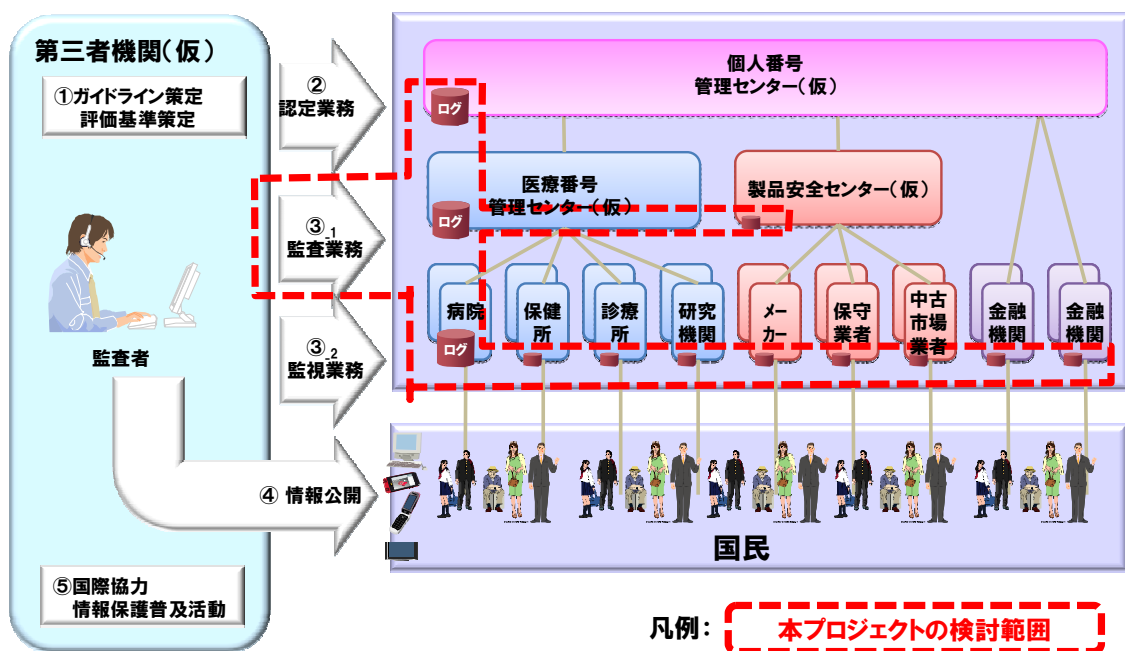 第三者機関（仮）
①ガイドライン策定
評価基準策定
監査者
⑤国際協力
情報保護普及活動
②
認定業務
③_1
監査業務
③_2
監視業務
④ 情報公開
個人番号
管理センター（仮）
ログ
医療番号
管理センター（仮）
ログ
製品安全センター（仮）
病院
ログ
保健
所
診療
所
研究
機関
メー
カー
保守
業者
中古
市場
業者
金融
機関
金融
機関
国民
凡例：
本プロジェクトの検討範囲